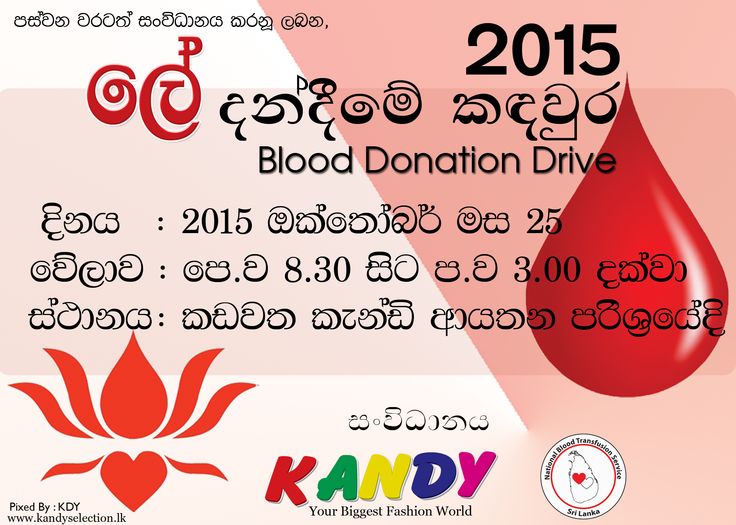 පස්වන වරටත් සංවිධානය කරනු ලබන,
2015
ලේ දන්දීමේ කඳවුර
Blood Donation Drive
දිනය : 2015 ඔක්තෝබර් මස 25
වේලාව : පෙ.ව 8.30 සිට ප.ව 3.00 දක්වා
ස්ථානය : කඩවත කැන්ඩි ආයතන පරිශ්‍රයේදි
සංවිධානය
KANDY
Your Biggest Fashion World
National Blood Transfusion Service
Sri Lanka
Pixed By : KDY
www.kandyselection.lk